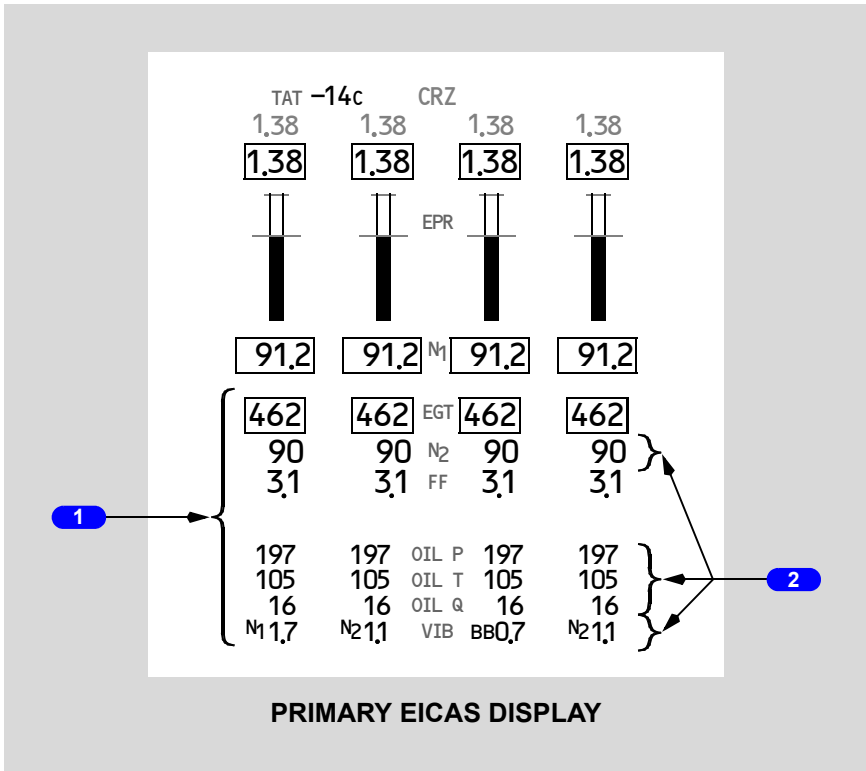 TAT −14c CRZ
1.38 1.38 1.38 1.38
1.38 1.38 1.38 1.38
EPR
91.2 91.2 N1 91.2 91.2
462 462 EGT 462 462
90 90 N2 90 90
3.1 3.1 FF 3.1 3.1
1 2
197 197 OIL P 197 197
105 105 OIL T 105 105
16 16 OIL Q 16 16
N1 1.7 N2 1.1 VIB BB 0.7 N2 1.1
PRIMARY EICAS DISPLAY